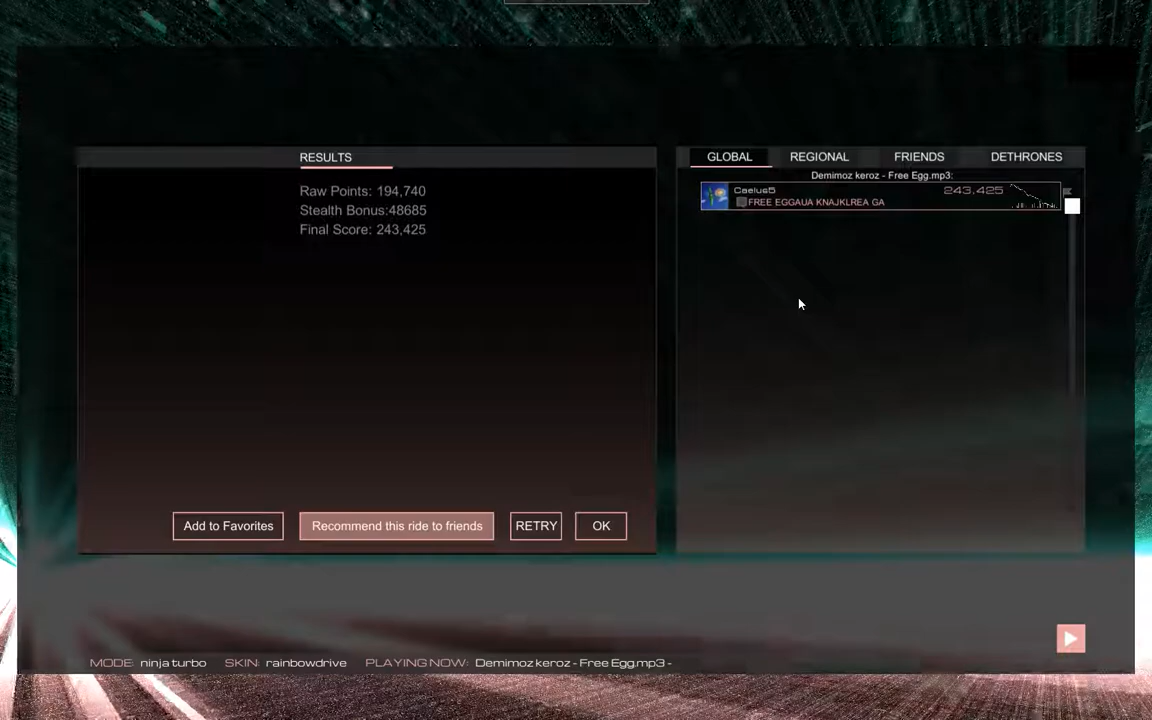 RESULTS
Raw Points: 194,740
Stealth Bonus:48685
Final Score: 243,425
Add to Favorites
Recommend this ride to friends
RETRY
OK
GLOBAL
REGIONAL
FRIENDS
DETHRONES
Demimoz keroz - Free Egg.mp3:
Caelus5
243,425
FREE EGGAUA KNAJKLREA GA
MODE: ninja turbo SKIN: rainbowdrive PLAYING NOW: Demimoz keroz - Free Egg.mp3 -